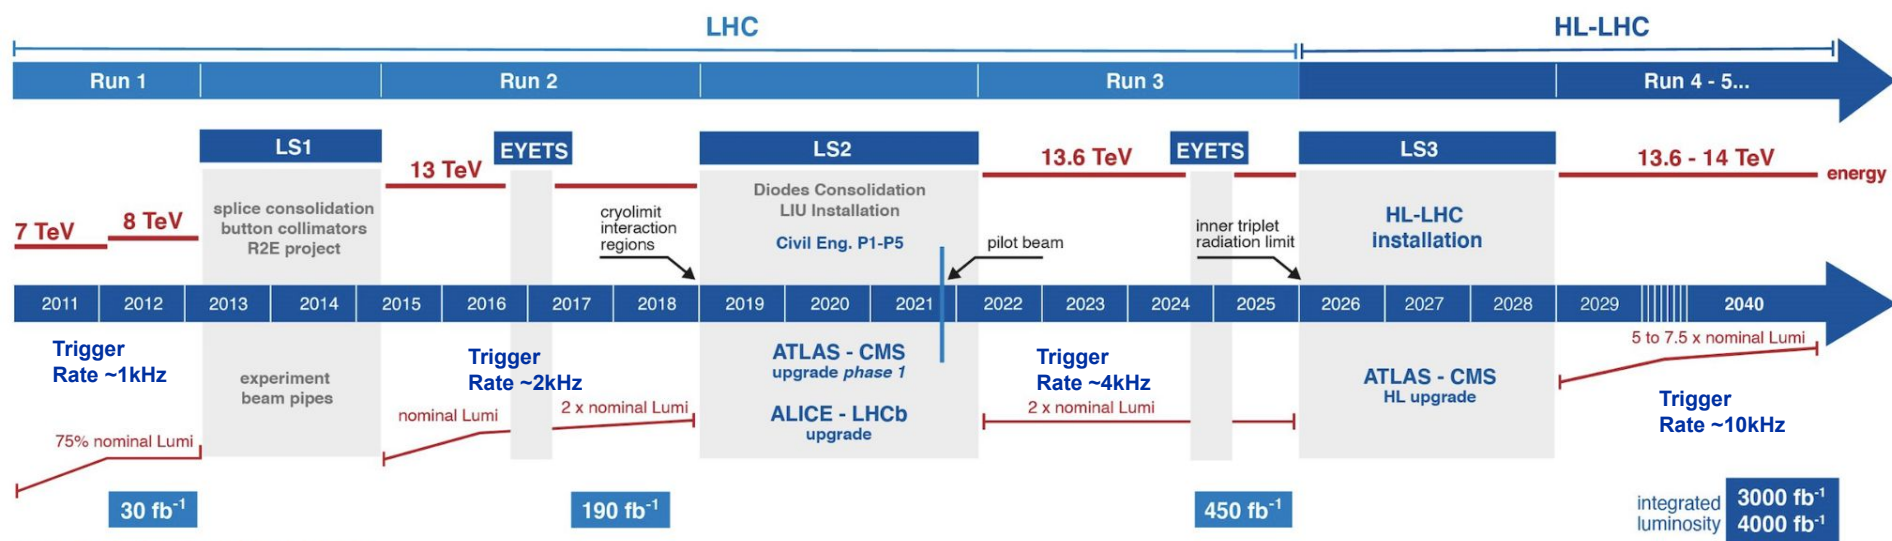 LHC
HL-LHC
Run 1
Run 2
Run 3
Run 4 - 5...
LS1
EYETS
LS2
EYETS
LS3
13 TeV
13.6 TeV
13.6 - 14 TeV
energy
7 TeV
8 TeV
splice consolidation
button collimators
R2E project
cryolimit
interaction
regions
Diodes Consolidation
LIU Installation
Civil Eng. P1-P5
pilot beam
inner triplet
radiation limit
HL-LHC
installation
2011
2012
2013
2014
2015
2016
2017
2018
2019
2020
2021
2022
2023
2024
2025
2026
2027
2028
2029
2040
Trigger
Rate ~1kHz
experiment
beam pipes
Trigger
Rate ~2kHz
ATLAS - CMS
upgrade phase 1
ALICE - LHCb
upgrade
Trigger
Rate ~4kHz
ATLAS - CMS
HL upgrade
5 to 7.5 x nominal Lumi
Trigger
Rate ~10kHz
75% nominal Lumi
nominal Lumi
2 x nominal Lumi
2 x nominal Lumi
30 fb⁻¹
190 fb⁻¹
450 fb⁻¹
integrated
luminosity
3000 fb⁻¹
4000 fb⁻¹